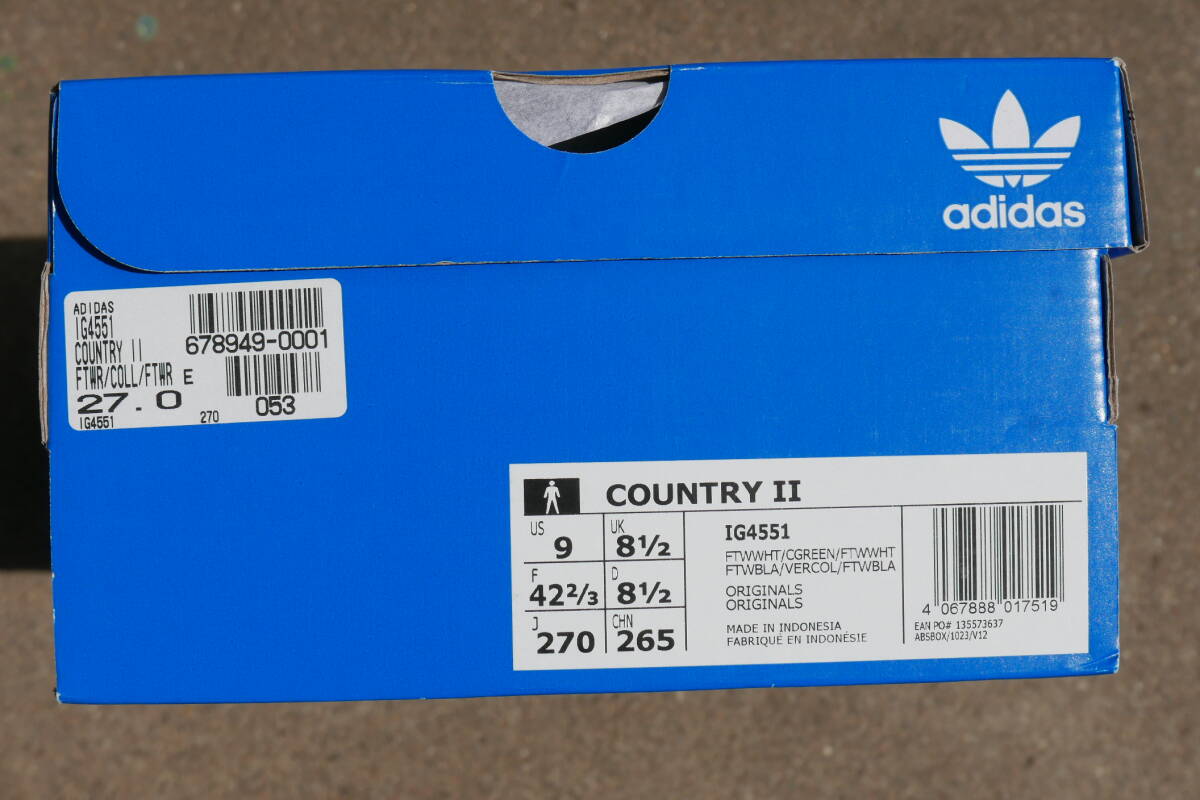 adidas
ADIDAS
IG4551
COUNTRY II
678949-0001
FTWR/COLL/FTWR E
27.0
053
IG4551
270
COUNTRY II
US
9
UK
8½
F
42⅔
D
8½
J
270
CHN
265
IG4551
FTWWHT/CGREEN/FTWWHT
FTWBLA/VERCOL/FTWBLA
ORIGINALS
ORIGINALS
MADE IN INDONESIA
FABRIQUÉ EN INDONÉSIE
4 067888 017519
EAN PO# 135573637
ABSBOX/1023/V12